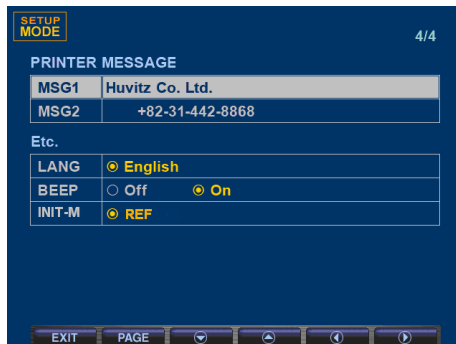 SETUP
MODE
4/4
PRINTER MESSAGE
MSG1 Huvitz Co. Ltd.
MSG2 +82-31-442-8868
Etc.
LANG English
BEEP Off On
INIT-M REF
EXIT PAGE